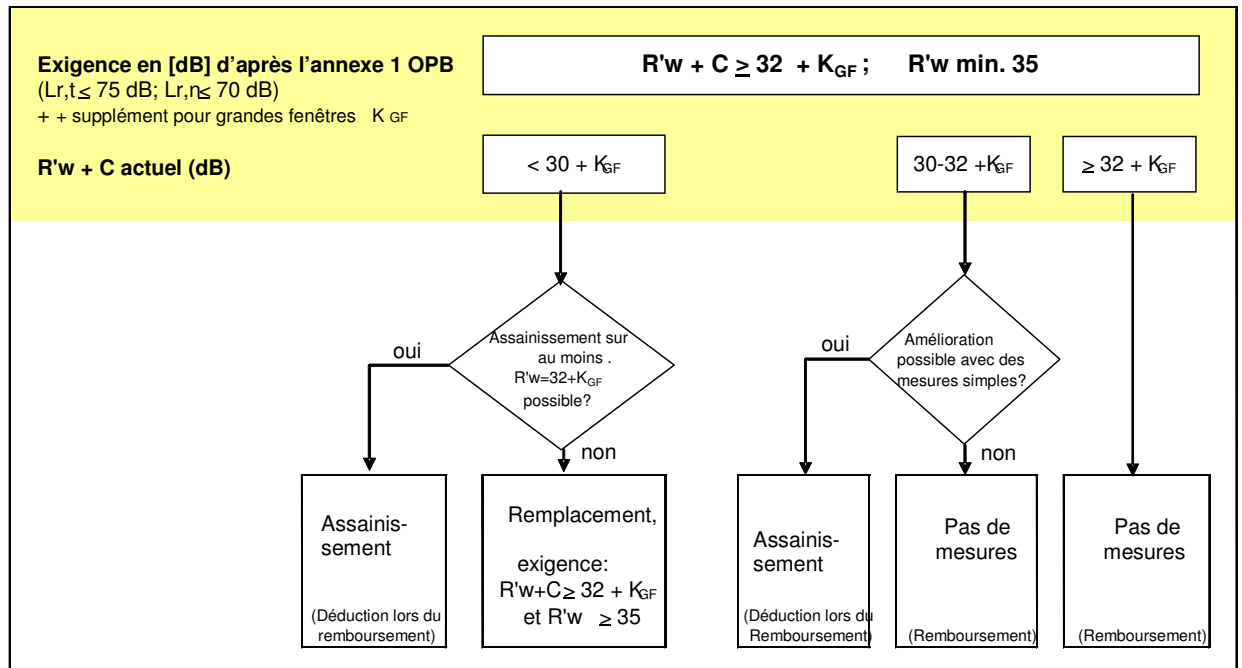 Exigence en [dB] d'après l'annexe 1 OPB
(Lr,t ≤ 75 dB; Lr,n≤ 70 dB)
+ + supplément pour grandes fenêtres K GF
R'w + C ≥ 32 + KGF ; R'w min. 35
R'w + C actuel (dB)
< 30 + KGF
30-32 +KGF
≥ 32 + KGF
Assainissement sur
au moins .
R'w=32+KGF
possible?
oui
non
Amélioration
possible avec des
mesures simples?
oui
non
Assainis-
sement
(Déduction lors du
remboursement)
Remplacement,
exigence:
R'w+C≥ 32 + KGF
et R'w ≥ 35
Assainis-
sement
(Déduction lors du
Remboursement)
Pas de
mesures
(Remboursement)
Pas de
mesures
(Remboursement)